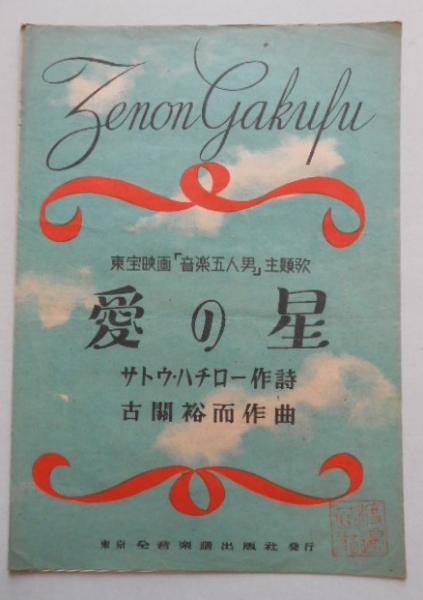 Zenon Gakufu
東宝映画「音楽五人男」主題歌
愛の星
サトウ・ハチロー作詩
古關裕而作曲
東京 全音楽譜出版社 発行